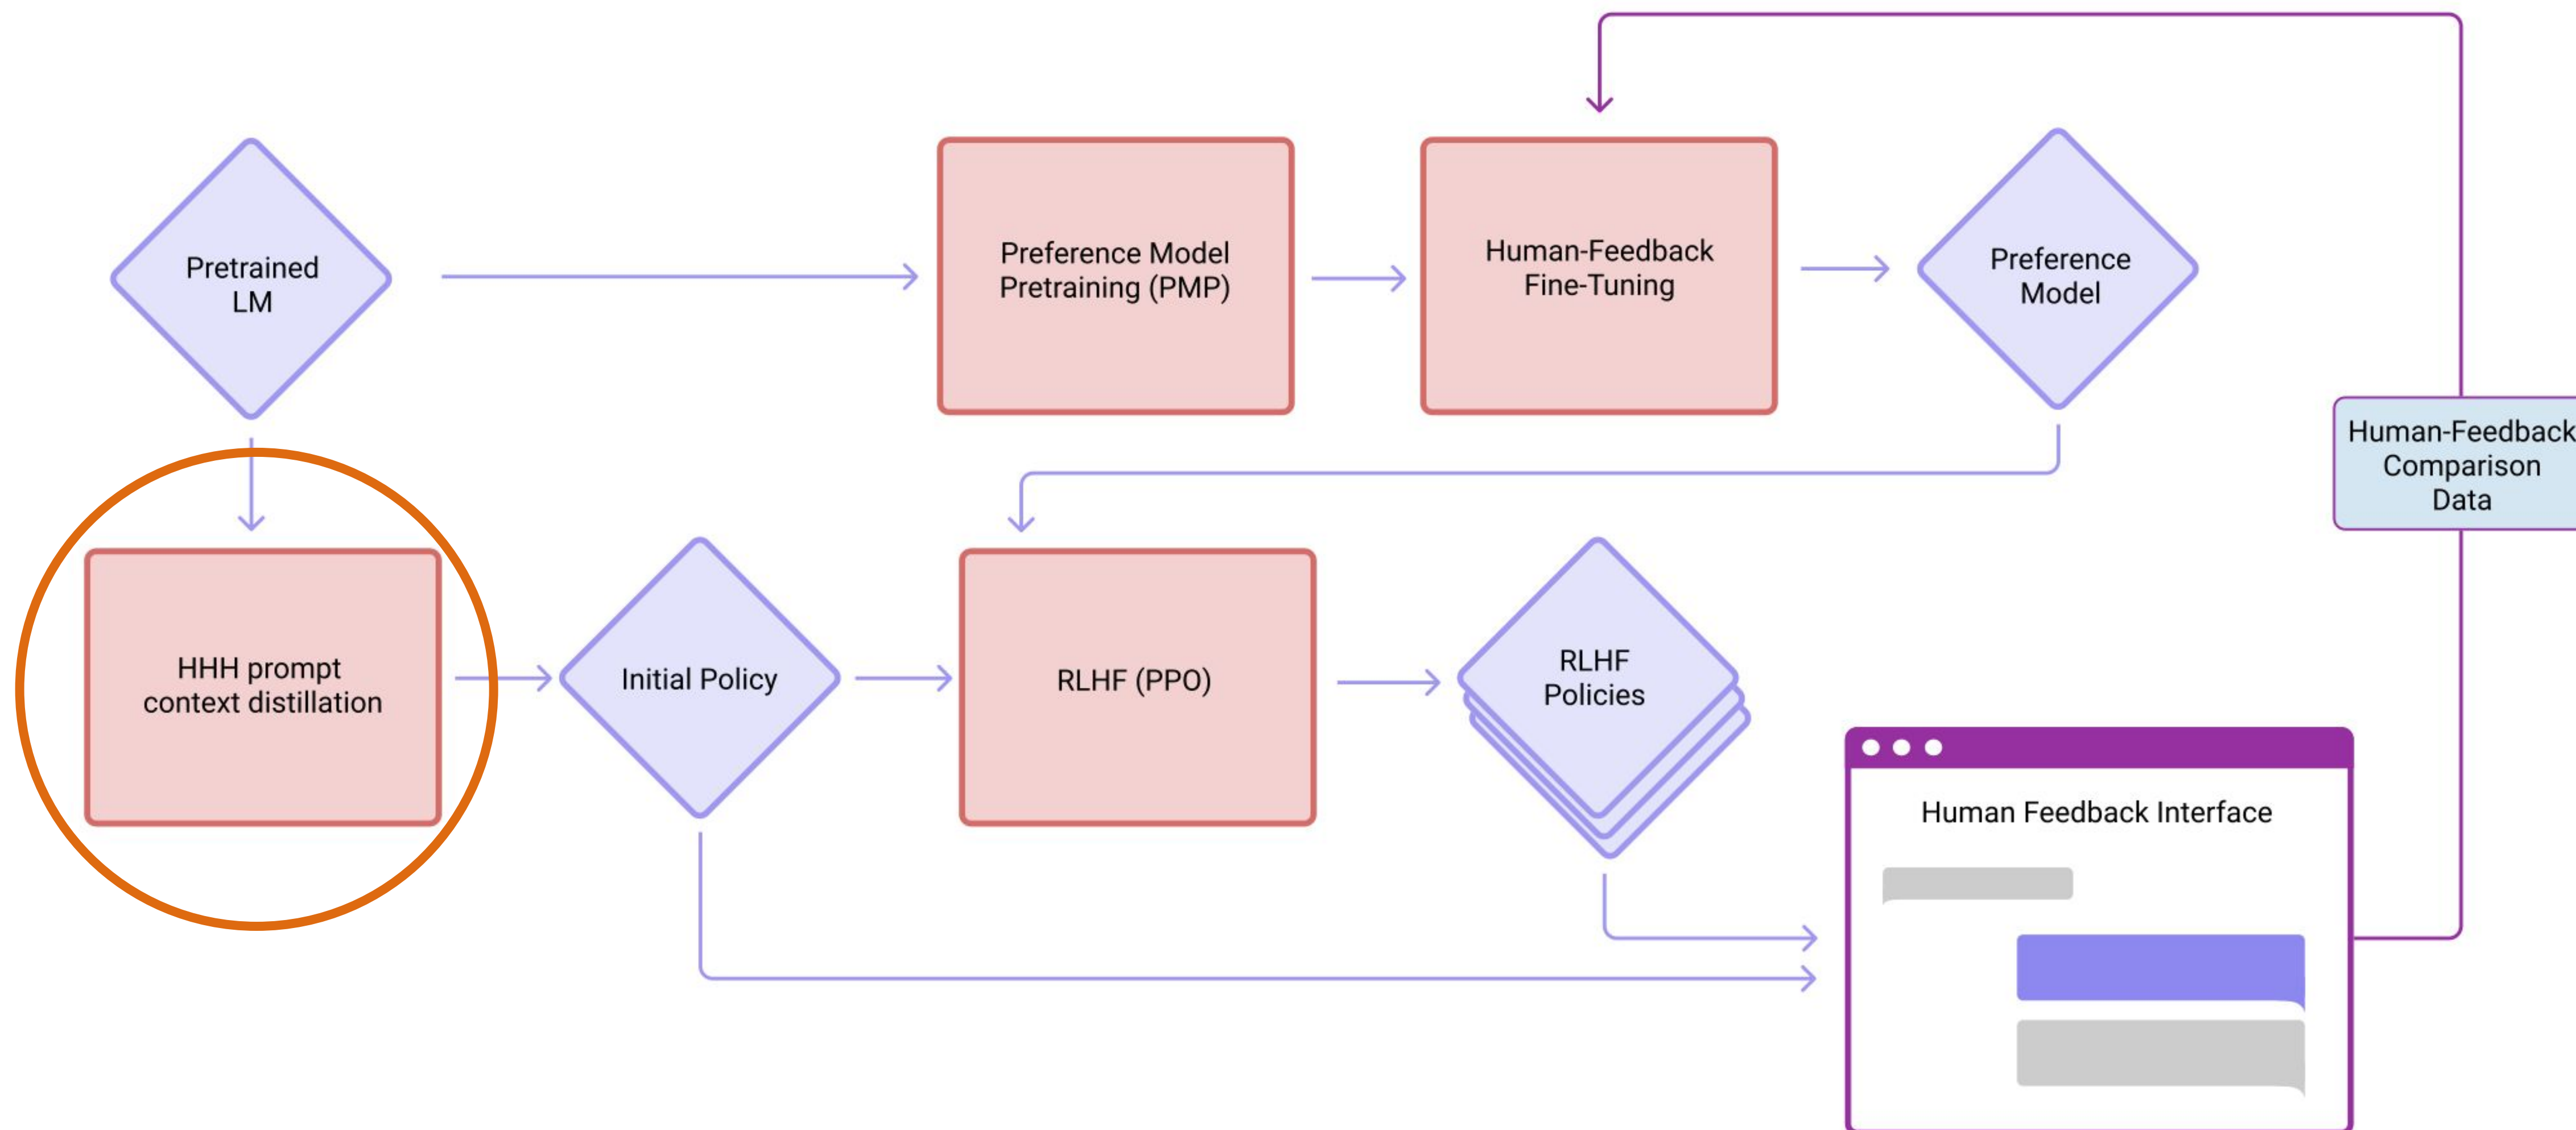 Pretrained
LM
Preference Model
Pretraining (PMP)
Human-Feedback
Fine-Tuning
Preference
Model
Human-Feedback
Comparison
Data
HHH prompt
context distillation
Initial Policy
RLHF (PPO)
RLHF
Policies
Human Feedback Interface